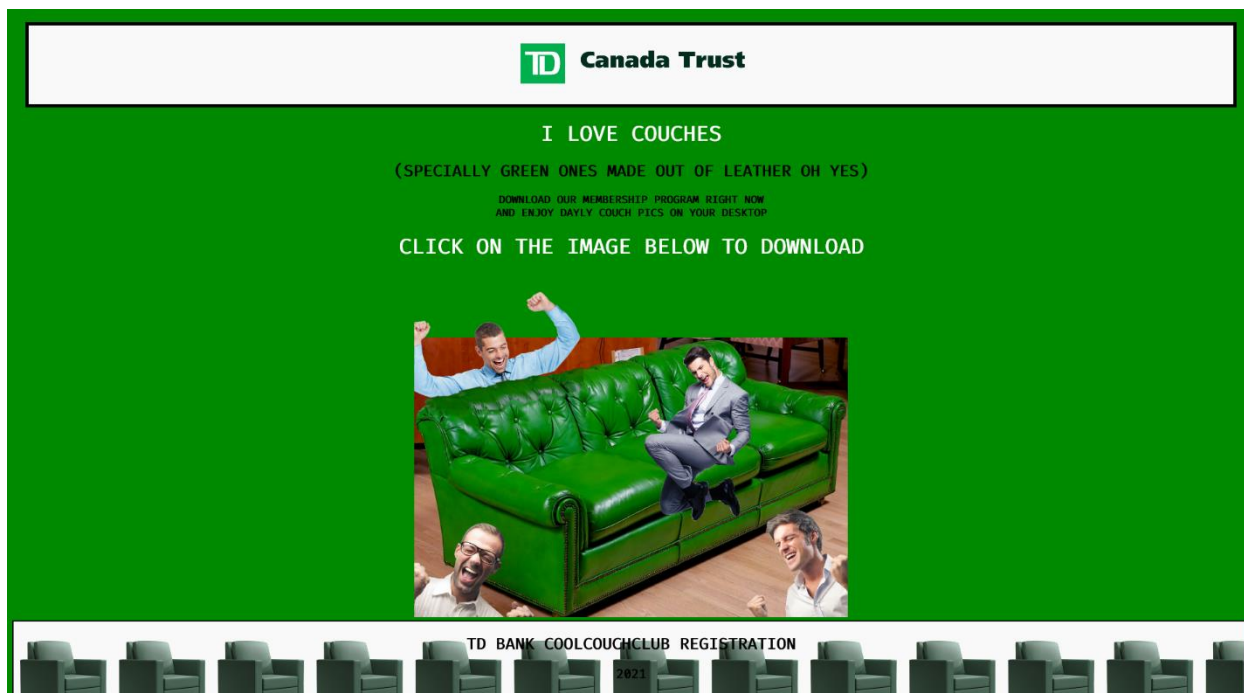 TD Canada Trust
I LOVE COUCHES
(SPECIALLY GREEN ONES MADE OUT OF LEATHER OH YES)
DOWNLOAD OUR MEMBERSHIP PROGRAM RIGHT NOW
AND ENJOY DAYLY COUCH PICS ON YOUR DESKTOP
CLICK ON THE IMAGE BELOW TO DOWNLOAD
TD BANK COOLCOUCHCLUB REGISTRATION
2021